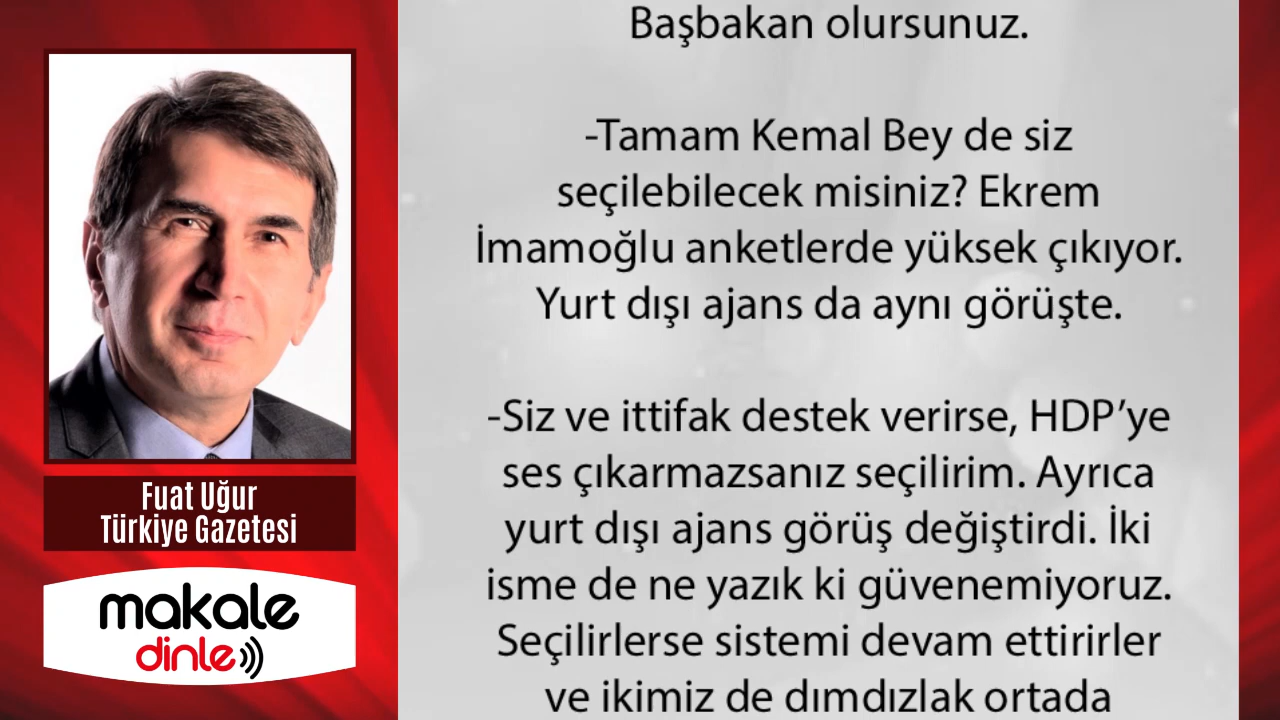 Başbakan olursunuz.
-Tamam Kemal Bey de siz
seçilebilecek misiniz? Ekrem
İmamoğlu anketlerde yüksek çıkıyor.
Yurt dışı ajans da aynı görüşte.
-Siz ve ittifak destek verirse, HDP’ye
ses çıkarmazsanız seçilirim. Ayrıca
yurt dışı ajans görüş değiştirdi. İki
isme de ne yazık ki güvenemiyoruz.
Seçilirlerse sistemi devam ettirirler
ve ikimiz de dımdızlak ortada
Fuat Uğur
Türkiye Gazetesi
makale
dinle